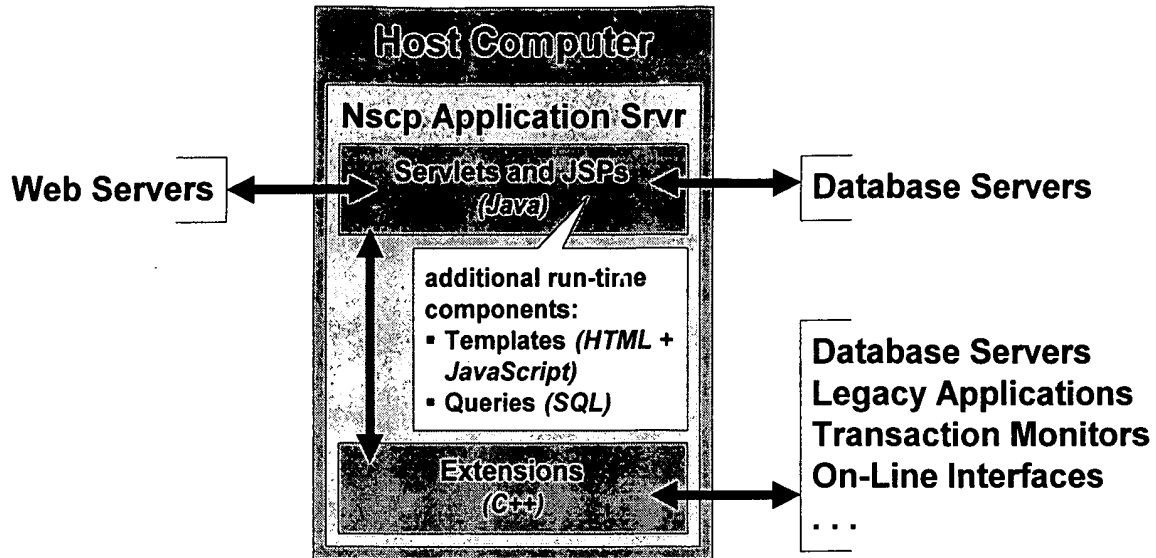 Host Computer
Nscp Application Srvr
Servlets and JSPs
(Java)
Web Servers
Database Servers
additional run-time
components:
▪ Templates (HTML +
JavaScript)
▪ Queries (SQL)
Extensions
(C++)
Database Servers
Legacy Applications
Transaction Monitors
On-Line Interfaces
. . .